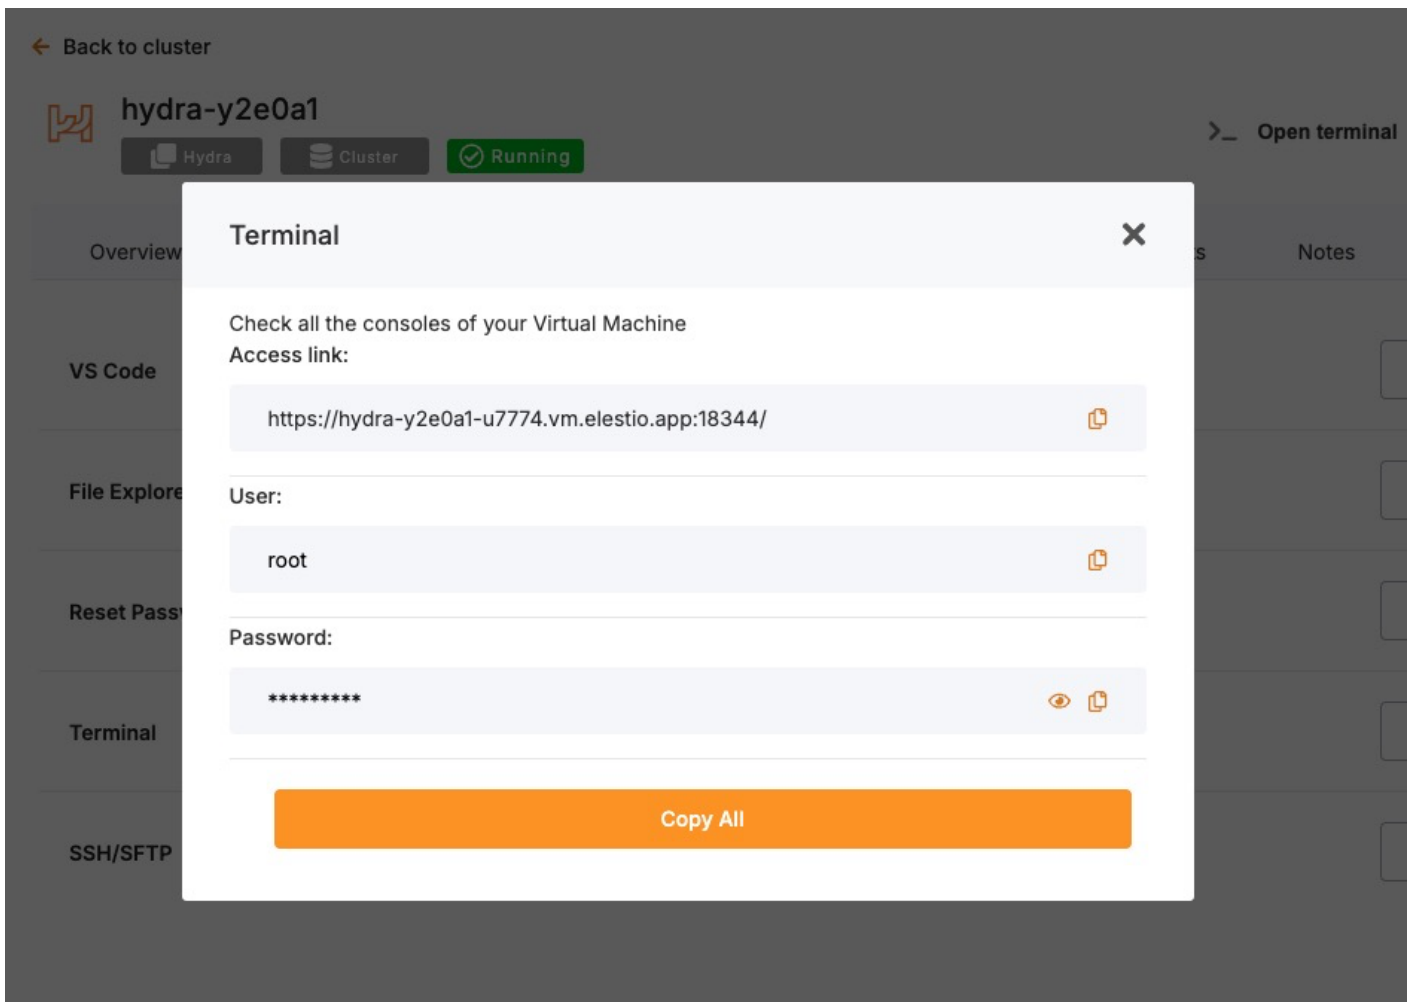 Back to cluster
hydra-y2e0a1
Hydra
Cluster
Running
>_ Open terminal
Overview
Notes
Terminal
Check all the consoles of your Virtual Machine
Access link:
https://hydra-y2e0a1-u7774.vm.elestio.app:18344/
User:
root
Password:
*********
Copy All
VS Code
File Explore
Reset Pass
Terminal
SSH/SFTP